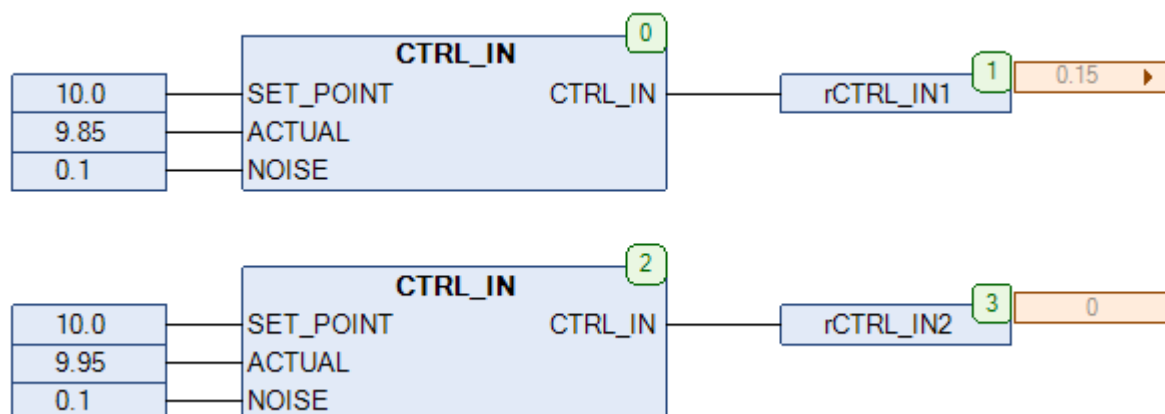 0
CTRL_IN
10.0 SET_POINT CTRL_IN rCTRL_IN1 1 0.15
9.85 ACTUAL
0.1 NOISE
2
CTRL_IN
10.0 SET_POINT CTRL_IN rCTRL_IN2 3 0
9.95 ACTUAL
0.1 NOISE